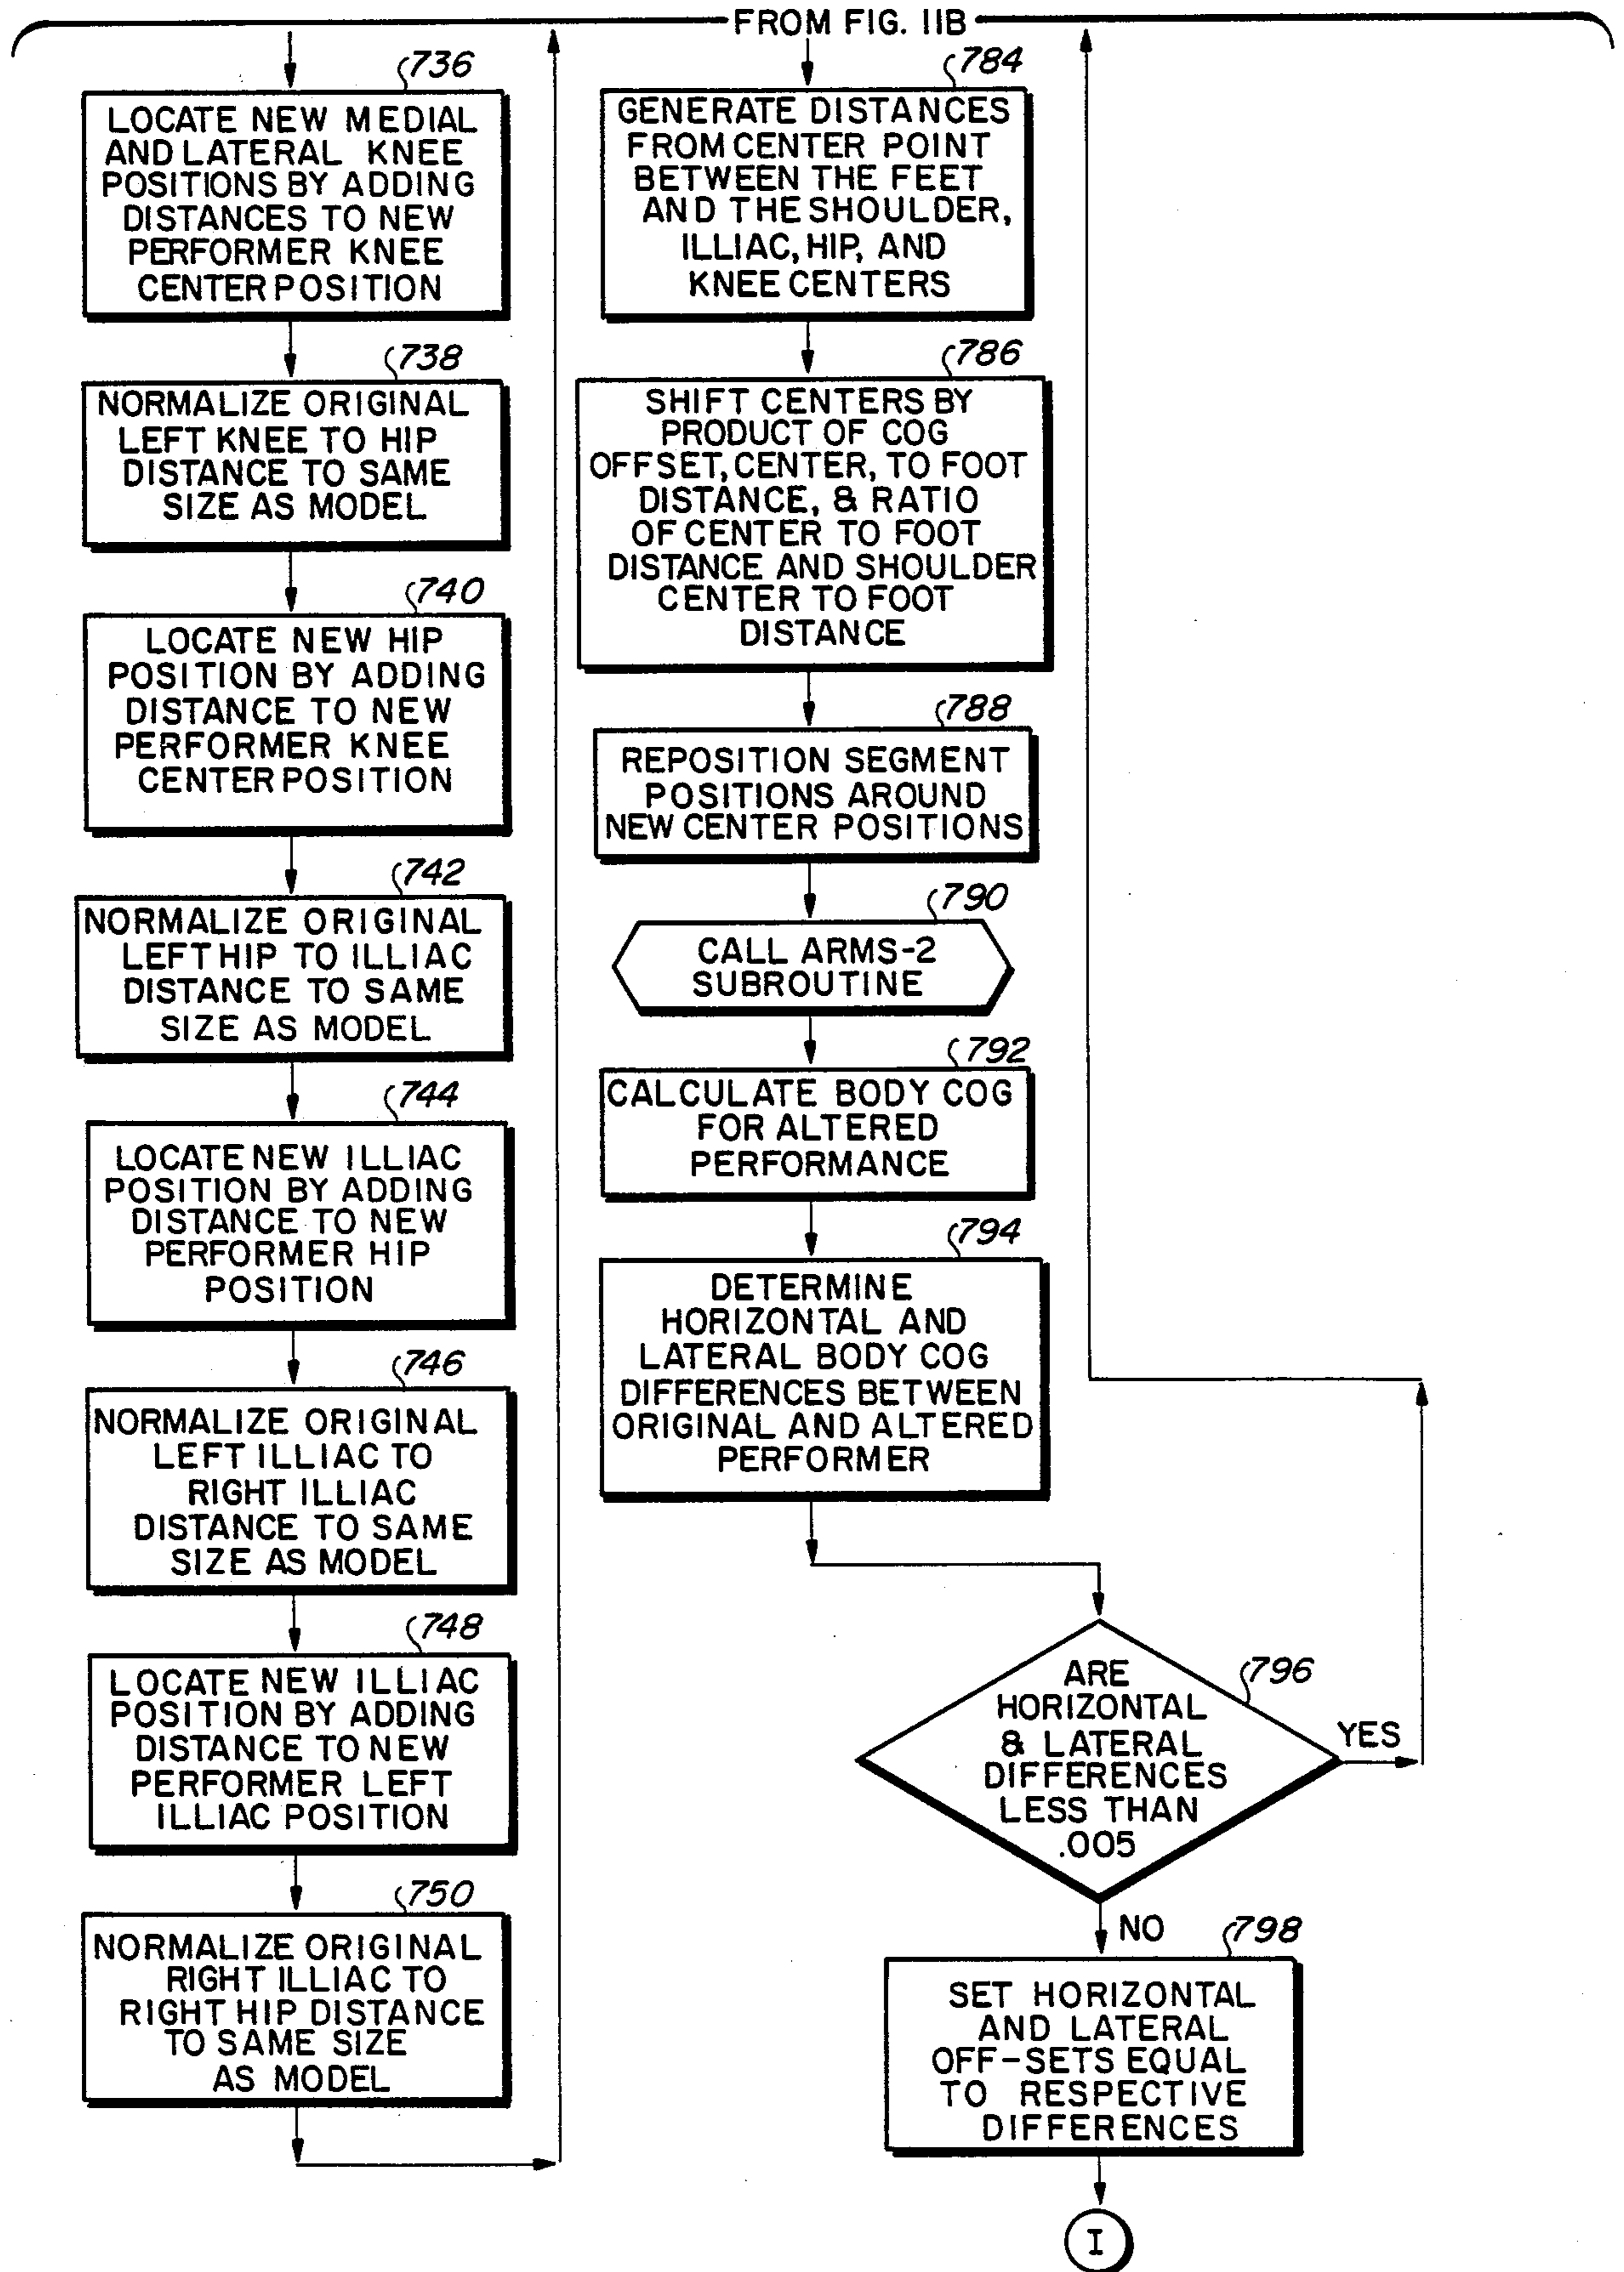 FROM FIG. 11B
736
LOCATE NEW MEDIAL
AND LATERAL KNEE
POSITIONS BY ADDING
DISTANCES TO NEW
PERFORMER KNEE
CENTER POSITION
738
NORMALIZE ORIGINAL
LEFT KNEE TO HIP
DISTANCE TO SAME
SIZE AS MODEL
740
LOCATE NEW HIP
POSITION BY ADDING
DISTANCE TO NEW
PERFORMER KNEE
CENTER POSITION
742
NORMALIZE ORIGINAL
LEFT HIP TO ILLIAC
DISTANCE TO SAME
SIZE AS MODEL
744
LOCATE NEW ILLIAC
POSITION BY ADDING
DISTANCE TO NEW
PERFORMER HIP
POSITION
746
NORMALIZE ORIGINAL
LEFT ILLIAC TO
RIGHT ILLIAC
DISTANCE TO SAME
SIZE AS MODEL
748
LOCATE NEW ILLIAC
POSITION BY ADDING
DISTANCE TO NEW
PERFORMER LEFT
ILLIAC POSITION
750
NORMALIZE ORIGINAL
RIGHT ILLIAC TO
RIGHT HIP DISTANCE
TO SAME SIZE
AS MODEL
784
GENERATE DISTANCES
FROM CENTER POINT
BETWEEN THE FEET
AND THE SHOULDER,
ILLIAC, HIP, AND
KNEE CENTERS
786
SHIFT CENTERS BY
PRODUCT OF COG
OFFSET, CENTER, TO FOOT
DISTANCE, & RATIO
OF CENTER TO FOOT
DISTANCE AND SHOULDER
CENTER TO FOOT
DISTANCE
788
REPOSITION SEGMENT
POSITIONS AROUND
NEW CENTER POSITIONS
790
CALL ARMS-2
SUBROUTINE
792
CALCULATE BODY COG
FOR ALTERED
PERFORMANCE
794
DETERMINE
HORIZONTAL AND
LATERAL BODY COG
DIFFERENCES BETWEEN
ORIGINAL AND ALTERED
PERFORMER
796
ARE
HORIZONTAL
& LATERAL
DIFFERENCES
LESS THAN
.005
YES
NO
798
SET HORIZONTAL
AND LATERAL
OFF-SETS EQUAL
TO RESPECTIVE
DIFFERENCES
I